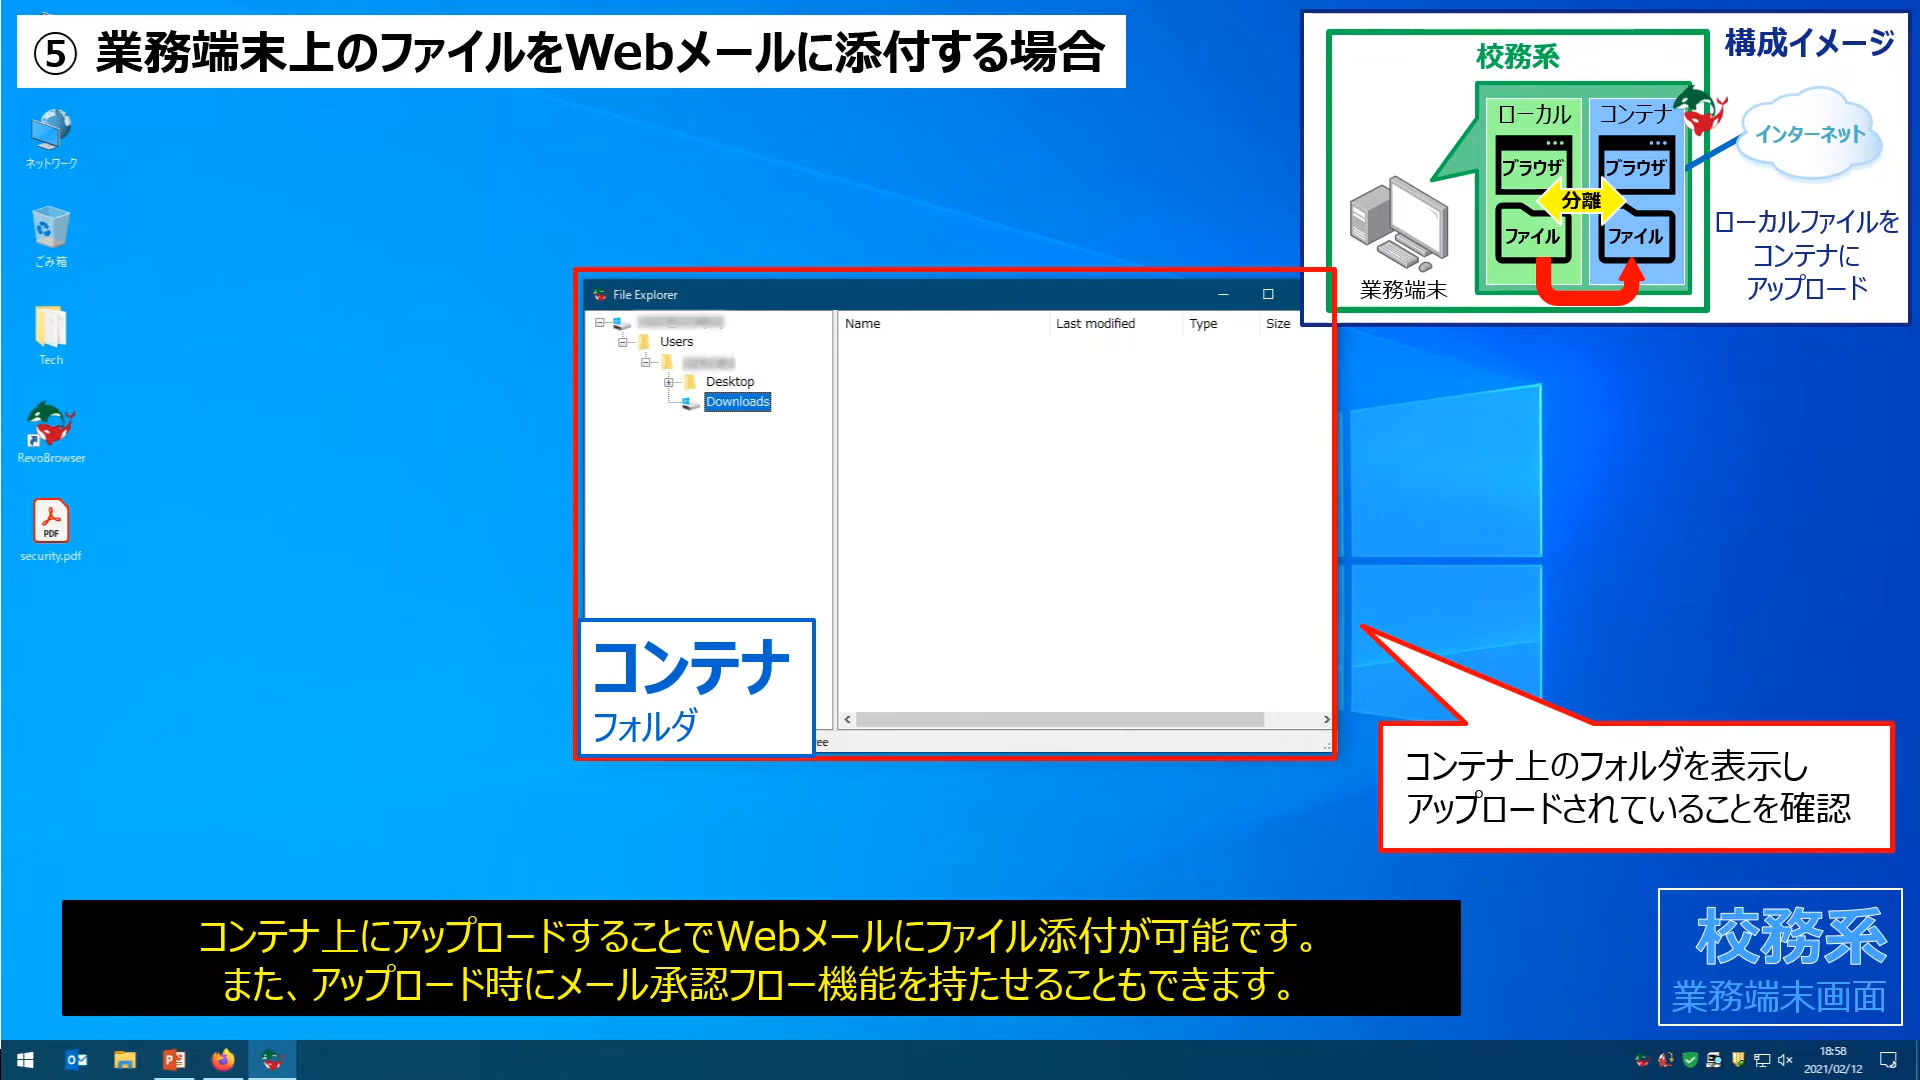 ⑤ 業務端末上のファイルをWebメールに添付する場合
構成イメージ
校務系
ローカル
コンテナ
ブラウザ
ブラウザ
インターネット
分離
ファイル
ファイル
業務端末
ローカルファイルを
コンテナに
アップロード
ネットワーク
ごみ箱
Tech
RevoBrowser
PDF
security.pdf
File Explorer
Name
Last modified
Type
Size
Users
Desktop
Downloads
コンテナ
フォルダ
ee
コンテナ上のフォルダを表示し
アップロードされていることを確認
コンテナ上にアップロードすることでWebメールにファイル添付が可能です。
また、アップロード時にメール承認フロー機能を持たせることもできます。
校務系
業務端末画面
18:58
2021/02/12